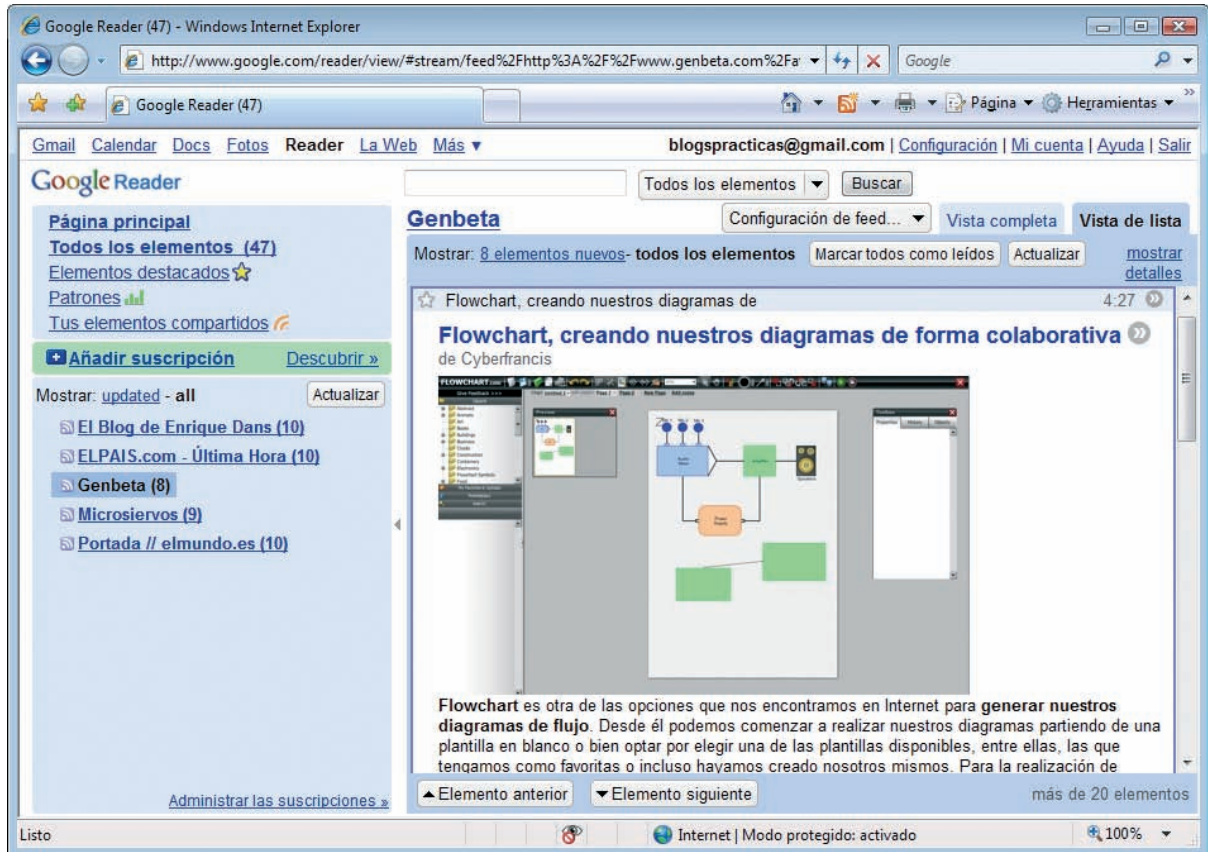 Google Reader (47) - Windows Internet Explorer
http://www.google.com/reader/view/#stream/feed%2Fhttp%3A%2F%2Fwww.genbeta.com%2Fa
Google
Google Reader (47)
Página
Herramientas
Gmail Calendar Docs Fotos Reader La Web Más
blogspracticas@gmail.com | Configuración | Mi cuenta | Ayuda | Salir
Google Reader
Todos los elementos
Buscar
Página principal
Todos los elementos (47)
Elementos destacados
Patrones
Tus elementos compartidos
Añadir suscripción
Descubrir »
Mostrar: updated - all
Actualizar
El Blog de Enrique Dans (10)
ELPAIS.com - Última Hora (10)
Genbeta (8)
Microsiervos (9)
Portada // elmundo.es (10)
Administrar las suscripciones »
Genbeta
Configuración de feed...
Vista completa
Vista de lista
Mostrar: 8 elementos nuevos- todos los elementos
Marcar todos como leídos
Actualizar
mostrar
detalles
Flowchart, creando nuestros diagramas de
4:27
Flowchart, creando nuestros diagramas de forma colaborativa
de Cyberfrancis
FLOWCHART.com
Flowchart es otra de las opciones que nos encontramos en Internet para generar nuestros
diagramas de flujo. Desde él podemos comenzar a realizar nuestros diagramas partiendo de una
plantilla en blanco o bien optar por elegir una de las plantillas disponibles, entre ellas, las que
tengamos como favoritas o incluso hayamos creado nosotros mismos. Para la realización de
Elemento anterior
Elemento siguiente
más de 20 elementos
Listo
Internet | Modo protegido: activado
100%